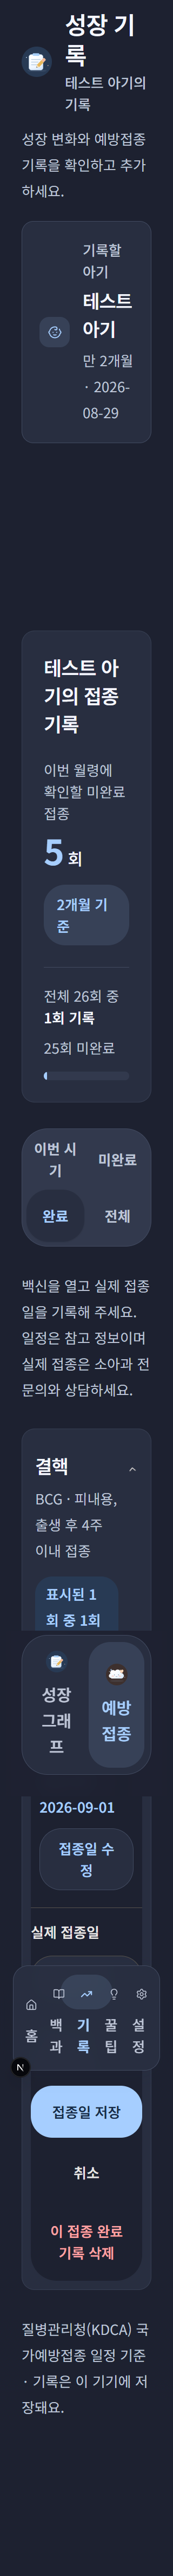 성장 기
록
테스트 아기의
기록
성장 변화와 예방접종
기록을 확인하고 추가
하세요.
기록할
아기
테스트
아기
만 2개월
· 2026-
08-29
테스트 아
기의 접종
기록
이번 월령에
확인할 미완료
접종
5 회
2개월 기
준
전체 26회 중
1회 기록
25회 미완료
이번 시
기
미완료
완료
전체
백신을 열고 실제 접종
일을 기록해 주세요.
일정은 참고 정보이며
실제 접종은 소아과 전
문의와 상담하세요.
결핵
BCG · 피내용,
출생 후 4주
이내 접종
표시된 1
회 중 1회
성장
그래
프
예방
접종
2026-09-01
접종일 수
정
실제 접종일
홈
백
과
기
록
꿀
팁
설
정
N
접종일 저장
취소
이 접종 완료
기록 삭제
질병관리청(KDCA) 국
가예방접종 일정 기준
· 기록은 이 기기에 저
장돼요.